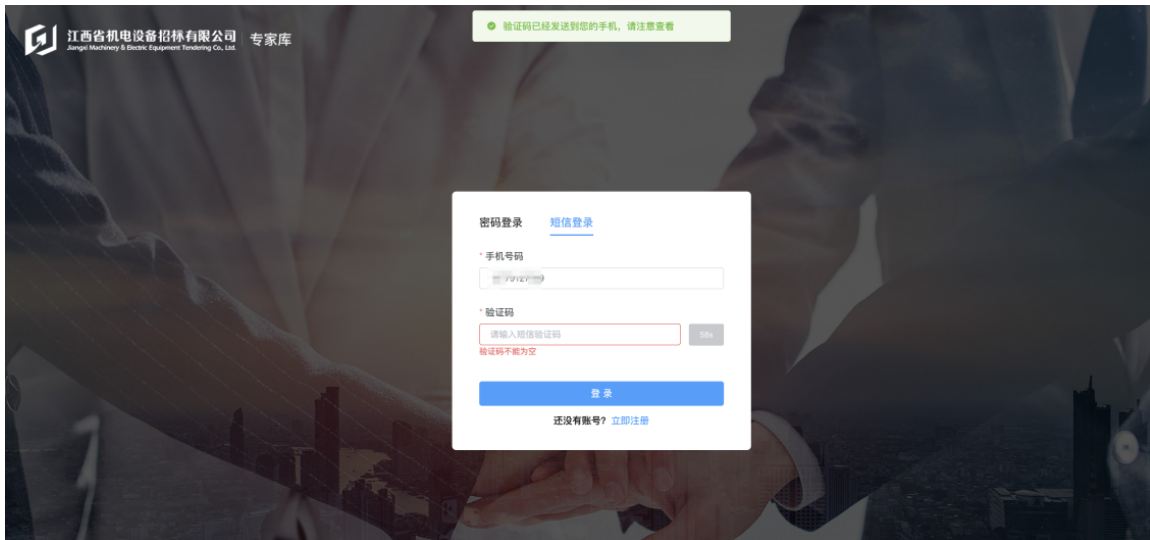 江西省机电设备招标有限公司 专家库
Jiangxi Machinery & Electric Equipment Tendering Co., Ltd.
验证码已经发送到您的手机，请注意查看
密码登录 短信登录
* 手机号码
* 验证码
请输入短信验证码 58s
验证码不能为空
登 录
还没有账号? 立即注册